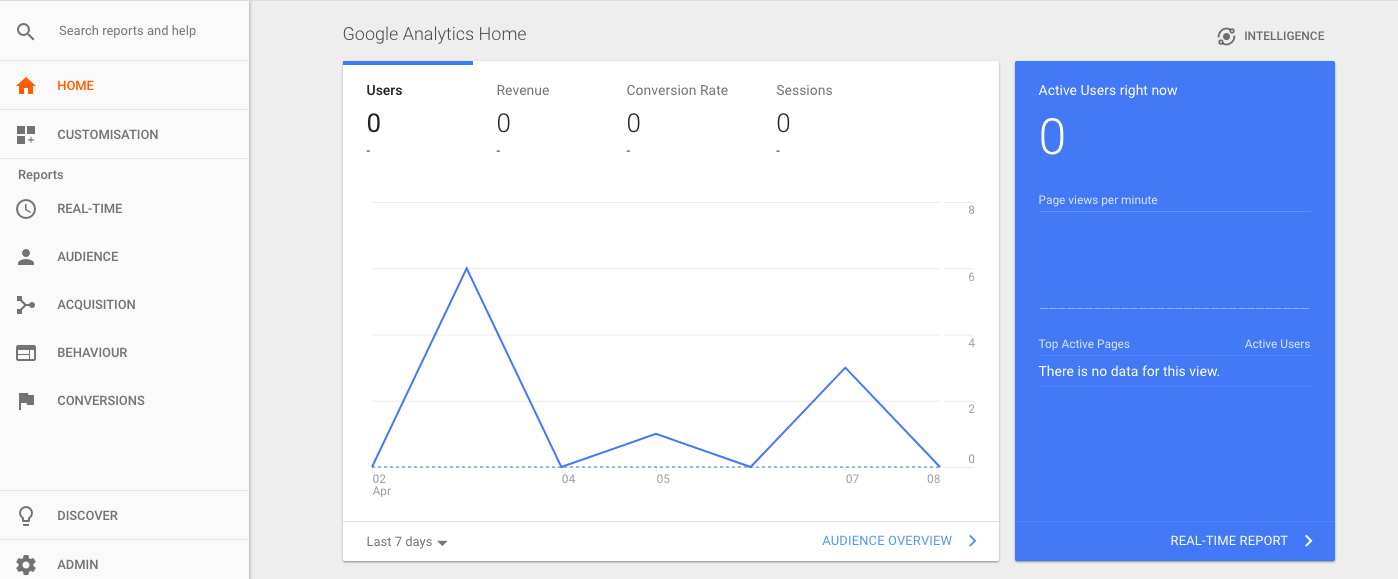 Search reports and help
HOME
CUSTOMISATION
Reports
REAL-TIME
AUDIENCE
ACQUISITION
BEHAVIOUR
CONVERSIONS
DISCOVER
ADMIN
Google Analytics Home
INTELLIGENCE
Users Revenue Conversion Rate Sessions
0 0 0 0
- - - -
8
6
4
2
0
02 04 05 07 08
Apr
Last 7 days
AUDIENCE OVERVIEW
Active Users right now
0
Page views per minute
Top Active Pages Active Users
There is no data for this view.
REAL-TIME REPORT